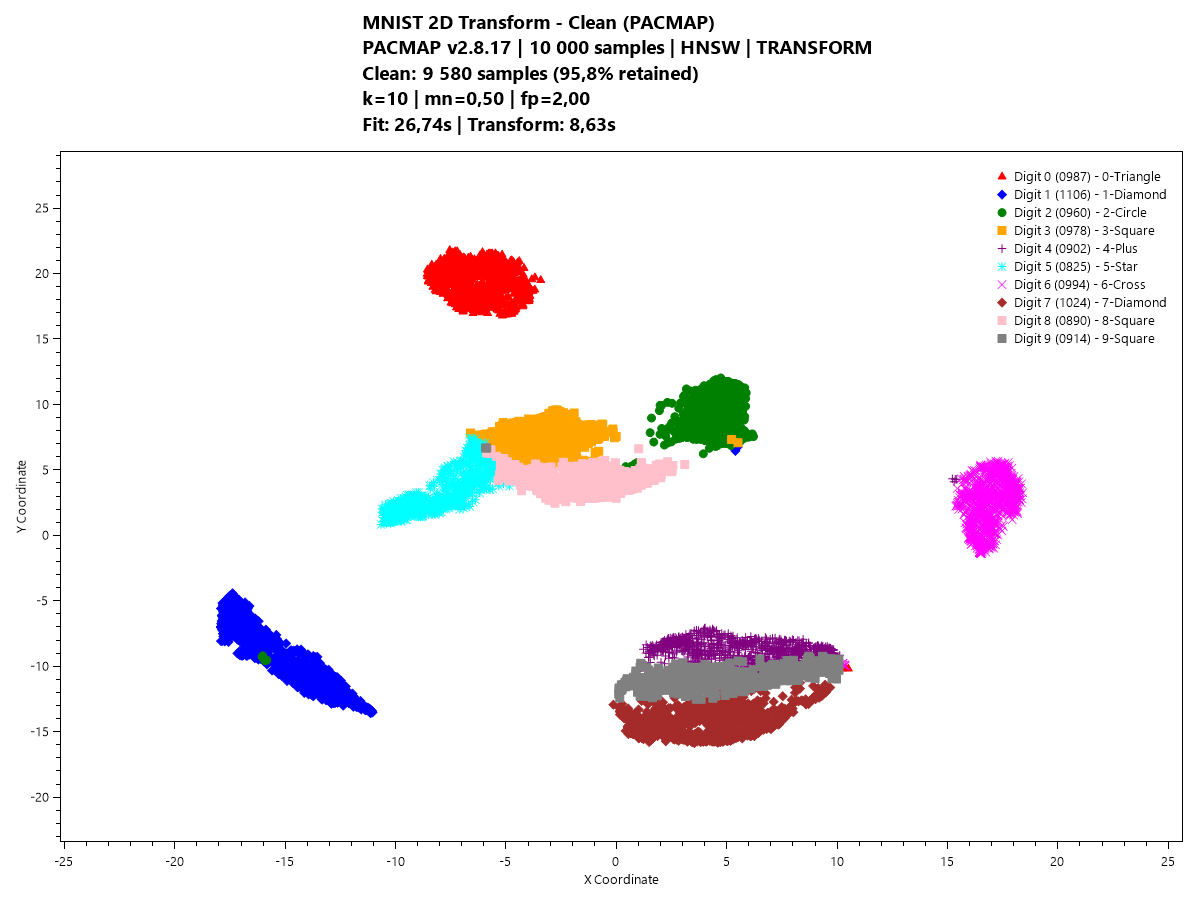 MNIST 2D Transform - Clean (PACMAP)
PACMAP v2.8.17 | 10 000 samples | HNSW | TRANSFORM
Clean: 9 580 samples (95,8% retained)
k=10 | mn=0,50 | fp=2,00
Fit: 26,74s | Transform: 8,63s
Digit 0 (0987) - 0-Triangle
Digit 1 (1106) - 1-Diamond
Digit 2 (0960) - 2-Circle
Digit 3 (0978) - 3-Square
Digit 4 (0902) - 4-Plus
Digit 5 (0825) - 5-Star
Digit 6 (0994) - 6-Cross
Digit 7 (1024) - 7-Diamond
Digit 8 (0890) - 8-Square
Digit 9 (0914) - 9-Square
Y Coordinate
25
20
15
10
5
0
-5
-10
-15
-20
-25 -20 -15 -10 -5 0 5 10 15 20 25
X Coordinate